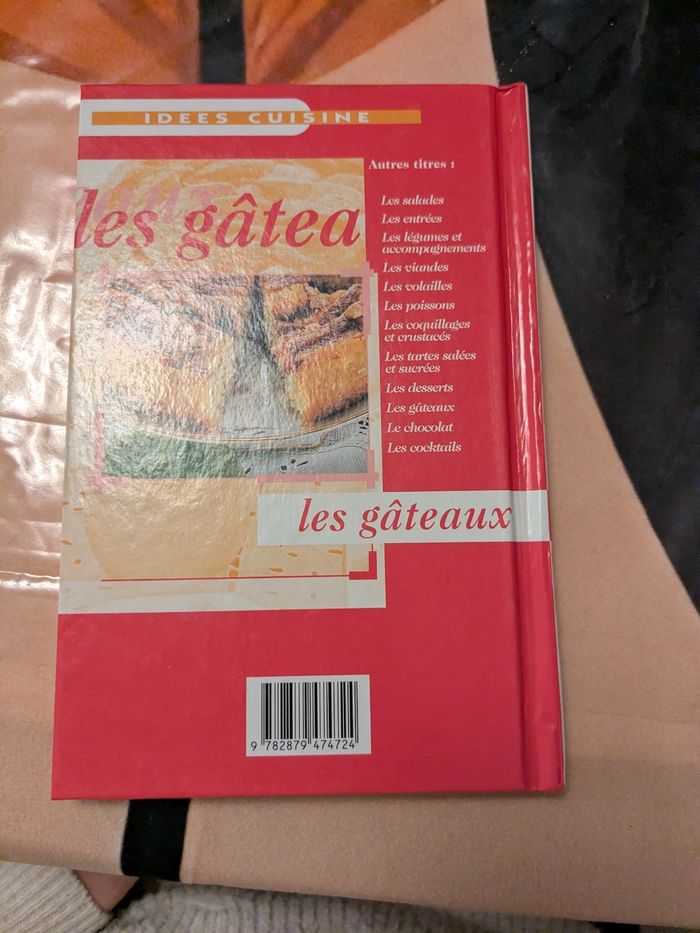 IDEES CUISINE
Autres titres :
les gâtea
Les salades
Les entrées
Les légumes et
accompagnements
Les viandes
Les volailles
Les poissons
Les coquillages
et crustacés
Les tartes salées
et sucrées
Les desserts
Les gâteaux
Le chocolat
Les cocktails
les gâteaux
9 782879 474724